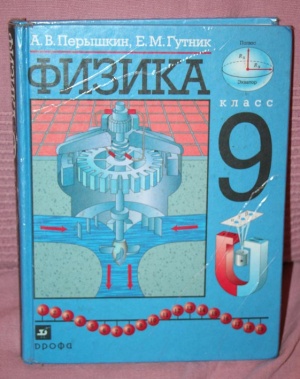 А. В. Перышкин, Е. М. Гутник
ФИЗИКА
класс
9
дрофа